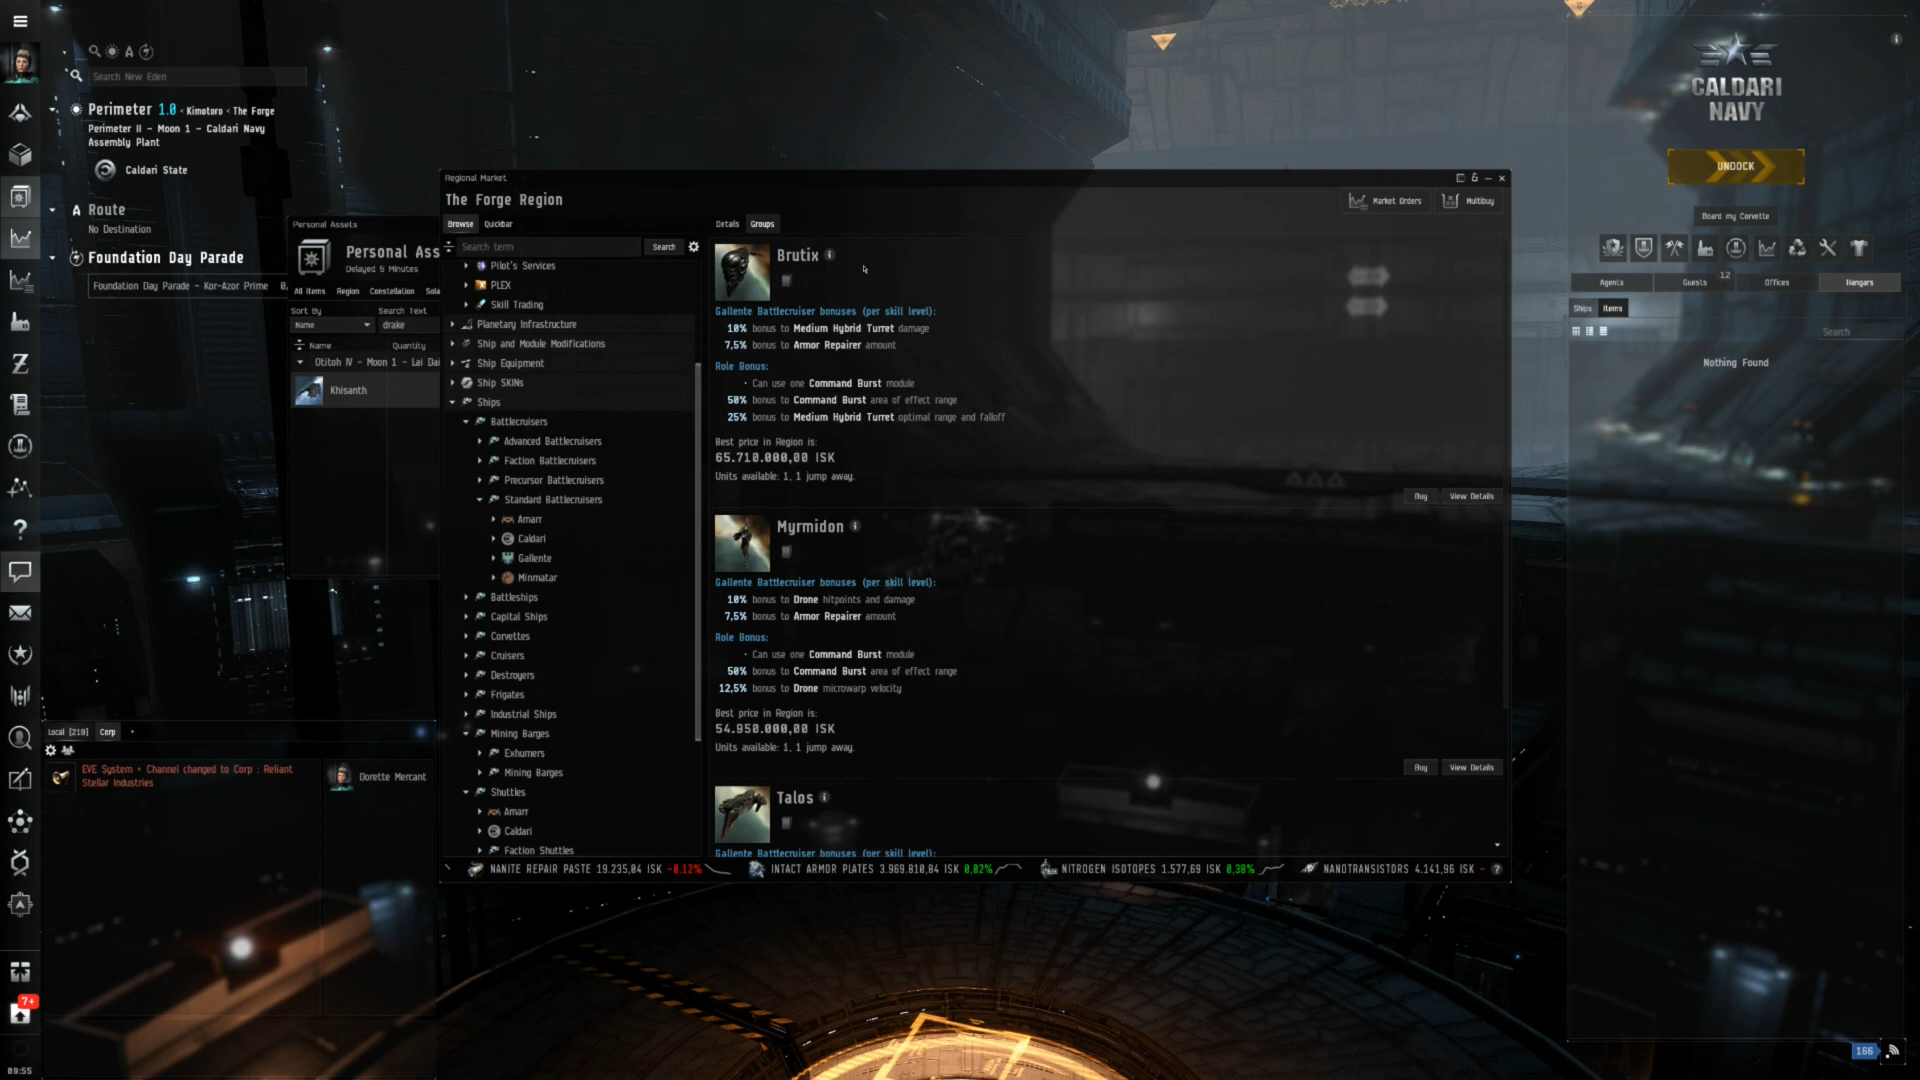 Search New Eden
Perimeter 1.0 < Kimotoro < The Forge
Perimeter II - Moon 1 - Caldari Navy
Assembly Plant
Caldari State
Route
No Destination
Foundation Day Parade
Foundation Day Parade - Kor-Azor Prime
Personal Assets
Personal Ass
Delayed 5 Minutes
All Items Region Constellation Sola
Sort By Search Text
Name drake
Name Quantity
Otitoh IV - Moon 1 - Lai Dai
Khisanth
Regional Market
The Forge Region
Market Orders
Multibuy
Browse Quickbar
Search term Search
Pilot's Services
PLEX
Skill Trading
Planetary Infrastructure
Ship and Module Modifications
Ship Equipment
Ship SKINs
Ships
Battlecruisers
Advanced Battlecruisers
Faction Battlecruisers
Precursor Battlecruisers
Standard Battlecruisers
Amarr
Caldari
Gallente
Minmatar
Battleships
Capital Ships
Corvettes
Cruisers
Destroyers
Frigates
Industrial Ships
Mining Barges
Exhumers
Mining Barges
Shuttles
Amarr
Caldari
Faction Shuttles
Details Groups
Brutix
Gallente Battlecruiser bonuses (per skill level):
10% bonus to Medium Hybrid Turret damage
7,5% bonus to Armor Repairer amount
Role Bonus:
· Can use one Command Burst module
50% bonus to Command Burst area of effect range
25% bonus to Medium Hybrid Turret optimal range and falloff
Best price in Region is:
65.710.000,00 ISK
Units available: 1, 1 jump away.
Buy View Details
Myrmidon
Gallente Battlecruiser bonuses (per skill level):
10% bonus to Drone hitpoints and damage
7,5% bonus to Armor Repairer amount
Role Bonus:
· Can use one Command Burst module
50% bonus to Command Burst area of effect range
12,5% bonus to Drone microwarp velocity
Best price in Region is:
54.950.000,00 ISK
Units available: 1, 1 jump away.
Buy View Details
Talos
Gallente Battlecruiser bonuses (per skill level):
NANITE REPAIR PASTE 19.235,04 ISK -0,12%
INTACT ARMOR PLATES 3.969.810,84 ISK 0,02%
NITROGEN ISOTOPES 1.577,69 ISK 0,38%
NANOTRANSISTORS 4.141,96 ISK -
CALDARI
NAVY
UNDOCK
Board my Corvette
Agents Guests 12 Offices Hangars
Ships Items
Search
Nothing Found
Local [219] Corp
EVE System > Channel changed to Corp : Reliant
Stellar Industries
Dorette Mercant
7+
09:55
166